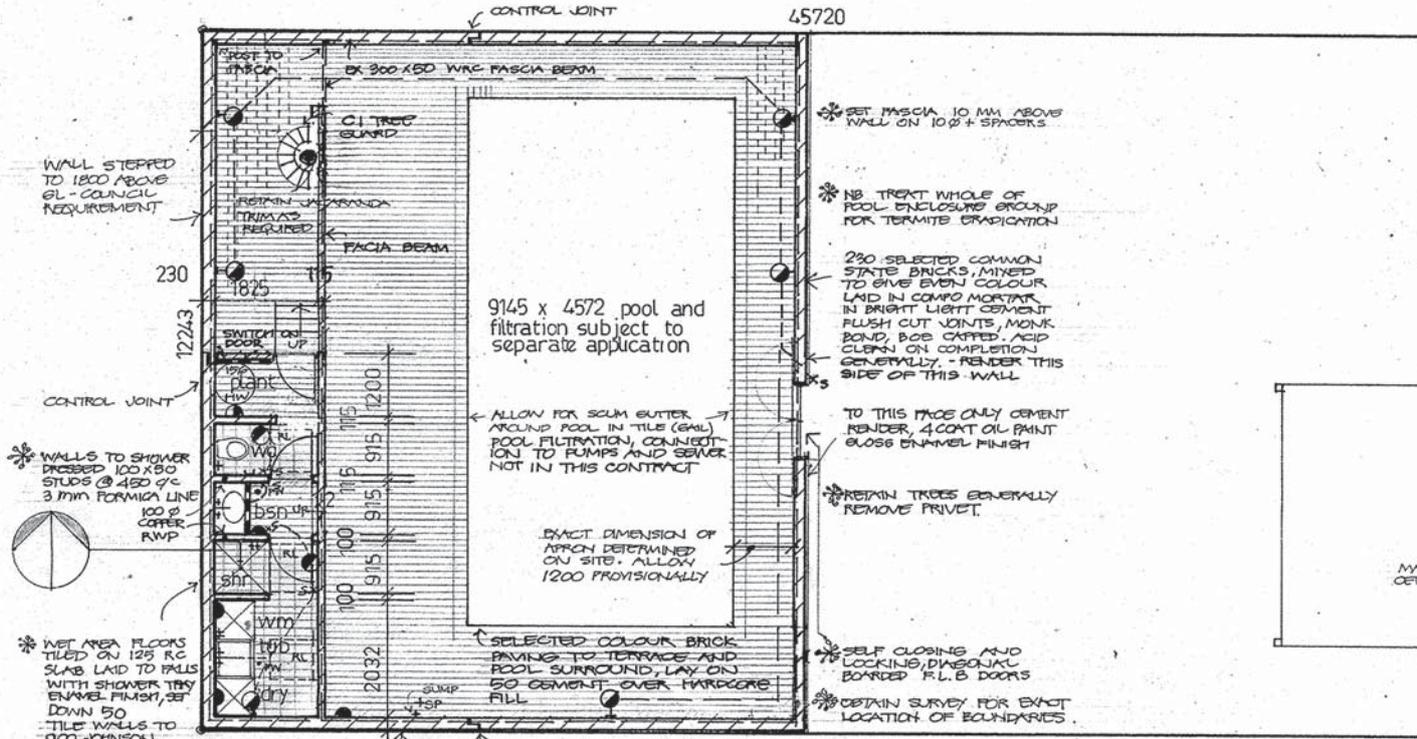 CONTROL JOINT
45720
POST TO
FASCIA
EX 300 X 50 WRC FASCIA BEAM
C.I TREE
GUARD
RETAIN JACARANDA
TRIM AS
REQUIRED
FACIA BEAM
WALL STEPPED
TO 1800 ABOVE
GL - COUNCIL
REQUIREMENT
230
115
1825
12243
SWITCH ON
DOOR
UP
plant
HW
CONTROL JOINT
1200
115
wc
915
115
bsn
UP
2
915
100
shr
915
100
wm
tub
dry
2032
SUMP
SP
WALLS TO SHOWER
DRESSED 100 X 50
STUDS @ 450 %
3 mm FORMICA LINE
100 Ø
COPPER
RWP
WET AREA FLOORS
TILED ON 125 RC
SLAB LAID TO FALLS
WITH SHOWER TRAY
ENAMEL FINISH, SET
DOWN 50
TILE WALLS TO
900 JOHNSON
9145 x 4572 pool and
filtration subject to
separate application
ALLOW FOR SCUM GUTTER
AROUND POOL IN TILE (GAIL)
POOL FILTRATION, CONNECT-
ION TO PUMPS AND SEWER
NOT IN THIS CONTRACT
EXACT DIMENSION OF
APRON DETERMINED
ON SITE. ALLOW
1200 PROVISIONALLY
SELECTED COLOUR BRICK
PAVING TO TERRACE AND
POOL SURROUND, LAY ON
50 CEMENT OVER HARDCORE
FILL
SET FASCIA 10 MM ABOVE
WALL ON 10 Ø + SPACERS
NB TREAT WHOLE OF
POOL ENCLOSURE GROUND
FOR TERMITE ERADICATION
230 SELECTED COMMON
STATE BRICKS, MIXED
TO GIVE EVEN COLOUR
LAID IN COMPO MORTAR
IN BRIGHT LIGHT CEMENT
FLUSH CUT JOINTS, MONK
BOND, BOE CAPPED. ACID
CLEAN ON COMPLETION
GENERALLY. - RENDER THIS
SIDE OF THIS WALL
TO THIS FACE ONLY CEMENT
RENDER, 4 COAT OIL PAINT
GLOSS ENAMEL FINISH
RETAIN TREES GENERALLY
REMOVE PRIVET.
SELF CLOSING AND
LOCKING, DIAGONAL
BOARDED F.L.B DOORS
OBTAIN SURVEY FOR EXACT
LOCATION OF BOUNDARIES.